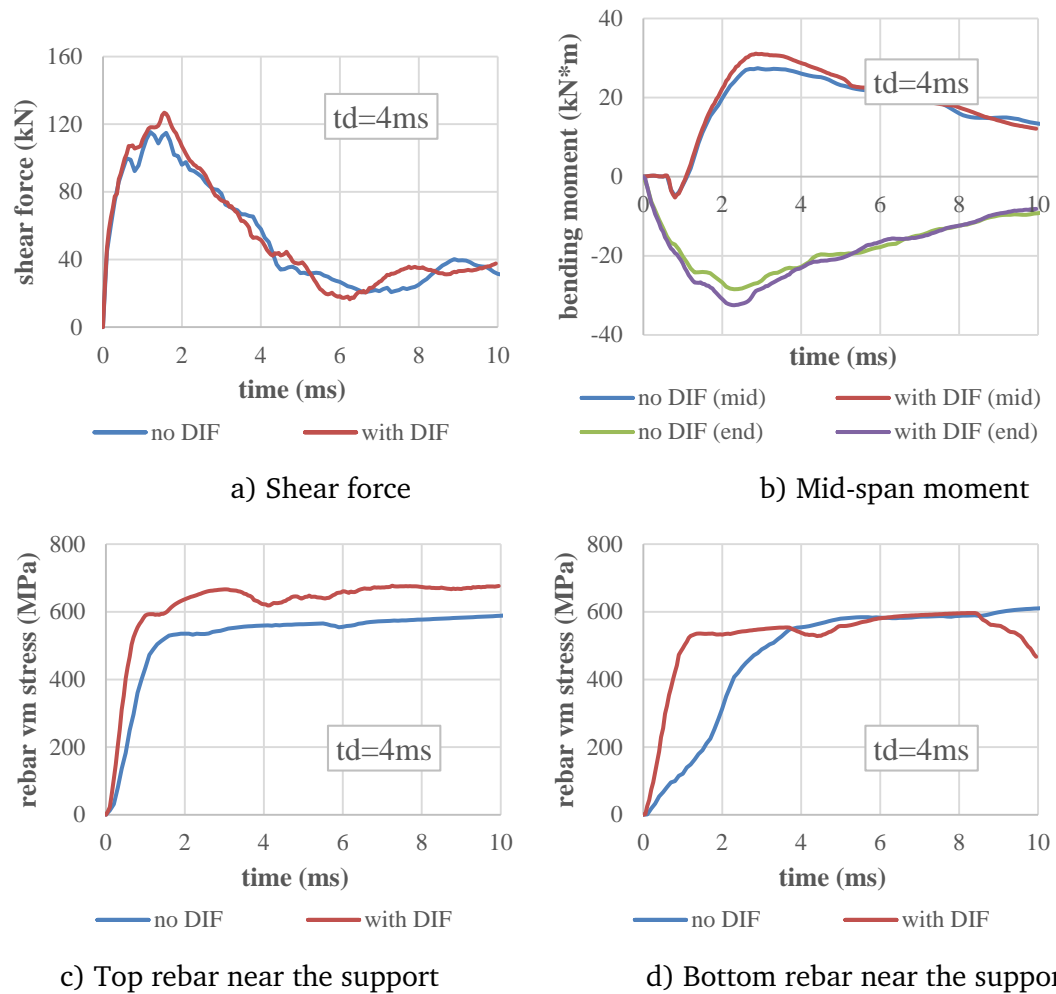 160
120
80
40
0
0 2 4 6 8 10
shear force (kN)
time (ms)
td=4ms
no DIF with DIF
a) Shear force
40
20
0
-20
-40
0 2 4 6 8 10
bending moment (kN*m)
time (ms)
td=4ms
no DIF (mid) with DIF (mid)
no DIF (end) with DIF (end)
b) Mid-span moment
800
600
400
200
0
0 2 4 6 8 10
rebar vm stress (MPa)
time (ms)
td=4ms
no DIF with DIF
c) Top rebar near the support
800
600
400
200
0
0 2 4 6 8 10
rebar vm stress (MPa)
time (ms)
td=4ms
no DIF with DIF
d) Bottom rebar near the suppor